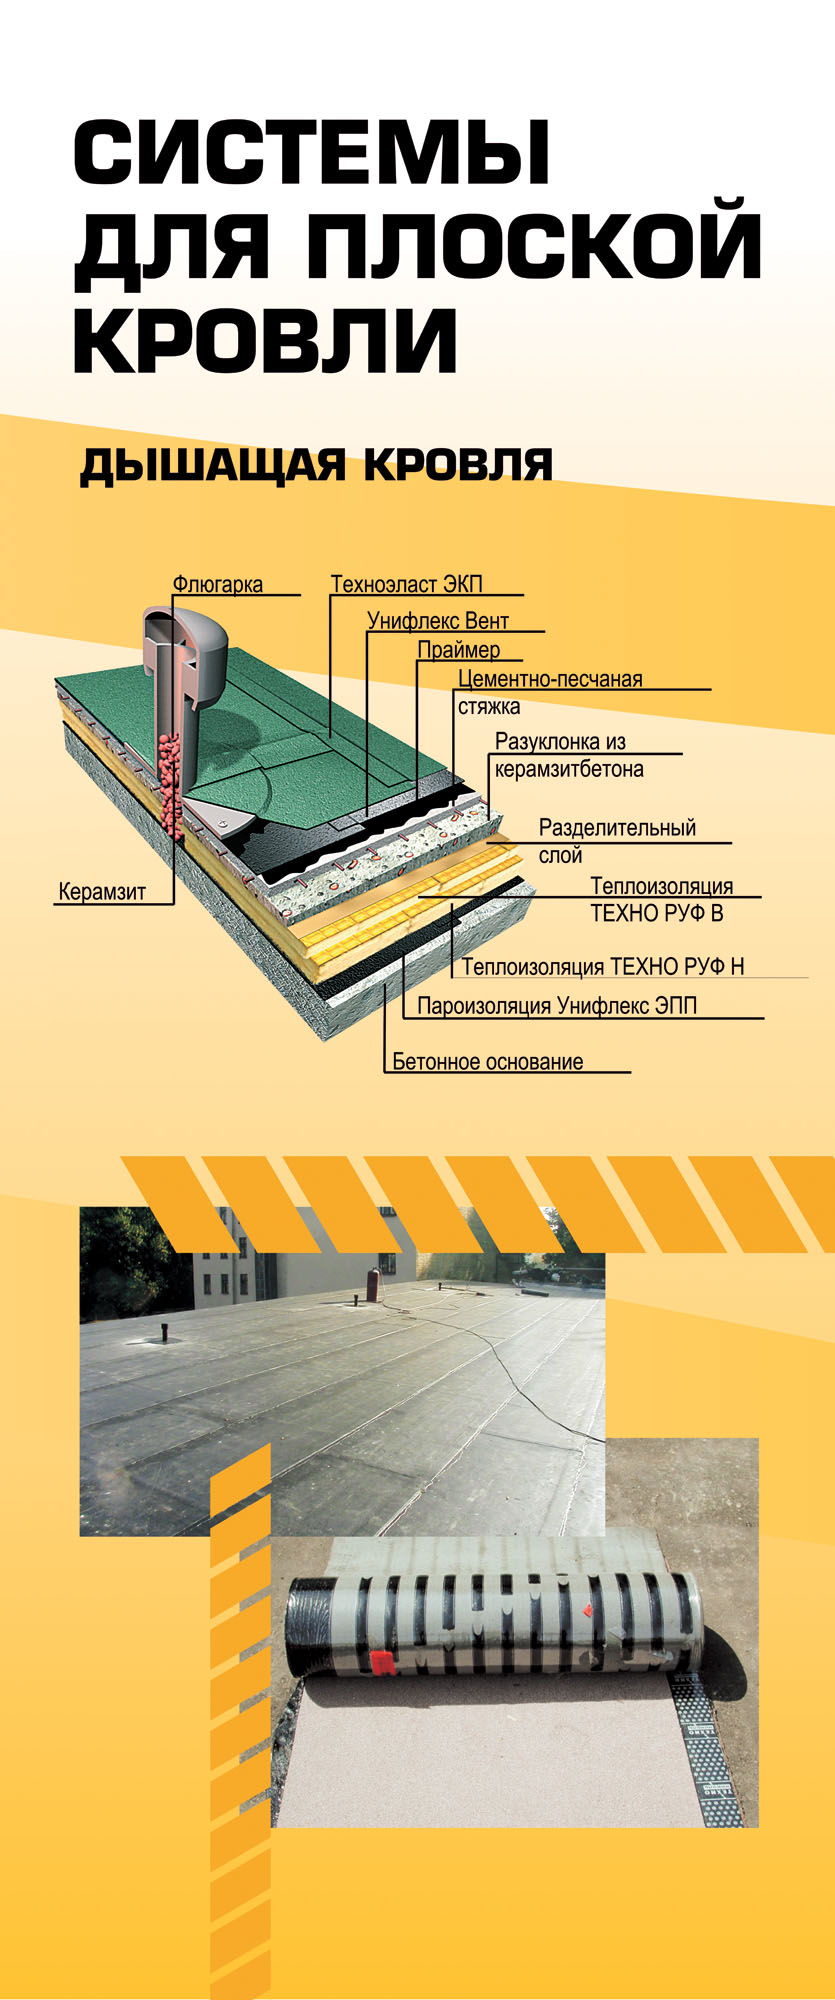 СИСТЕМЫ
ДЛЯ ПЛОСКОЙ
КРОВЛИ
ДЫШАЩАЯ КРОВЛЯ
Флюгарка
Техноэласт ЭКП
Унифлекс Вент
Праймер
Цементно-песчаная
стяжка
Разуклонка из
керамзитбетона
Разделительный
слой
Теплоизоляция
ТЕХНО РУФ В
Керамзит
Теплоизоляция ТЕХНО РУФ Н
Пароизоляция Унифлекс ЭПП
Бетонное основание